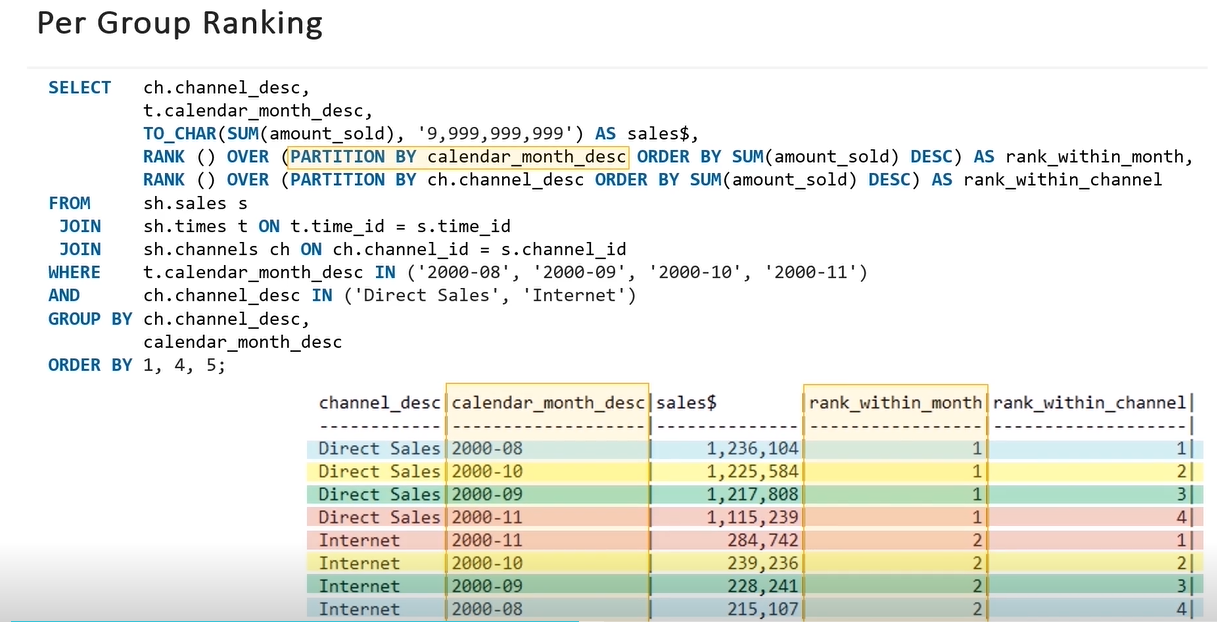 Per Group Ranking
SELECT ch.channel_desc,
t.calendar_month_desc,
TO_CHAR(SUM(amount_sold), '9,999,999,999') AS sales$,
RANK () OVER (PARTITION BY calendar_month_desc ORDER BY SUM(amount_sold) DESC) AS rank_within_month,
RANK () OVER (PARTITION BY ch.channel_desc ORDER BY SUM(amount_sold) DESC) AS rank_within_channel
FROM sh.sales s
JOIN sh.times t ON t.time_id = s.time_id
JOIN sh.channels ch ON ch.channel_id = s.channel_id
WHERE t.calendar_month_desc IN ('2000-08', '2000-09', '2000-10', '2000-11')
AND ch.channel_desc IN ('Direct Sales', 'Internet')
GROUP BY ch.channel_desc,
calendar_month_desc
ORDER BY 1, 4, 5;
channel_desc|calendar_month_desc|sales$ |rank_within_month|rank_within_channel|
------------|-------------------|--------------|-----------------|-------------------|
Direct Sales|2000-08 | 1,236,104| 1| 1|
Direct Sales|2000-10 | 1,225,584| 1| 2|
Direct Sales|2000-09 | 1,217,808| 1| 3|
Direct Sales|2000-11 | 1,115,239| 1| 4|
Internet |2000-11 | 284,742| 2| 1|
Internet |2000-10 | 239,236| 2| 2|
Internet |2000-09 | 228,241| 2| 3|
Internet |2000-08 | 215,107| 2| 4|